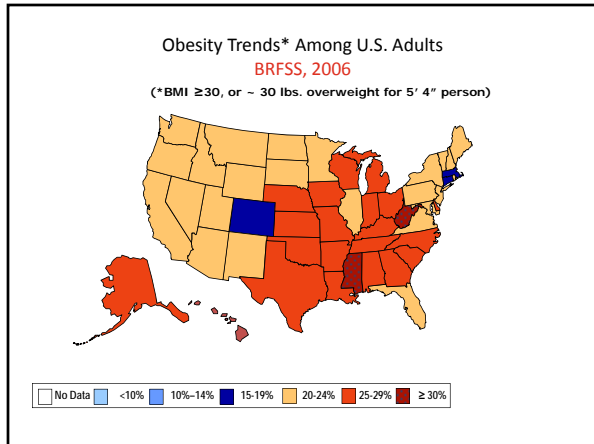 Obesity Trends* Among U.S. Adults
BRFSS, 2006
(*BMI ≥30, or ~ 30 lbs. overweight for 5' 4" person)
No Data <10% 10%–14% 15-19% 20-24% 25-29% ≥ 30%